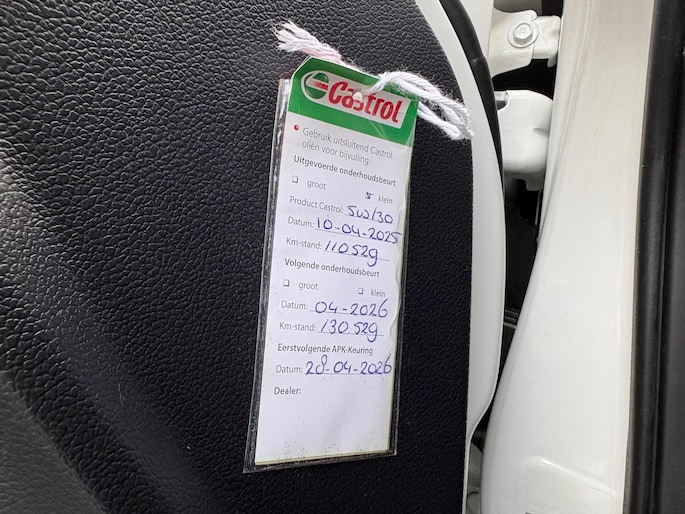 Castrol
Gebruik uitsluitend Castrol
oliën voor bijvulling.
Uitgevoerde onderhoudsbeurt
groot klein
Product Castrol: 5W/30
Datum: 10-04-2025
Km-stand: 110529
Volgende onderhoudsbeurt
groot klein
Datum: 04-2026
Km-stand: 130529
Eerstvolgende APK-Keuring
Datum: 28-04-2026
Dealer: